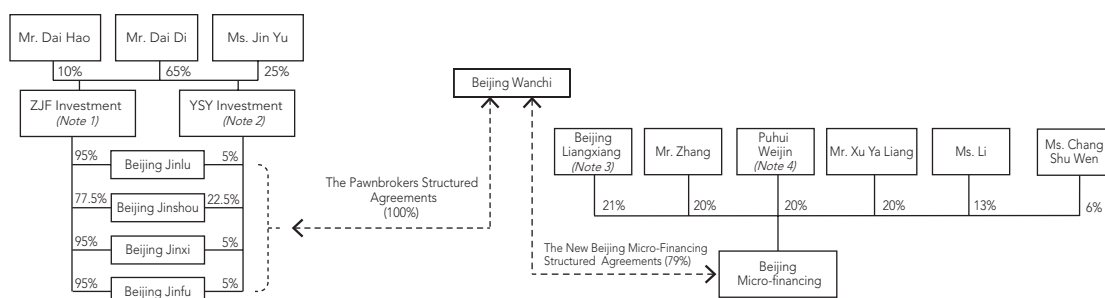 Mr. Dai Hao
Mr. Dai Di
Ms. Jin Yu
10%
65%
25%
ZJF Investment
(Note 1)
YSY Investment
(Note 2)
95%
Beijing Jinlu
5%
77.5%
Beijing Jinshou
22.5%
95%
Beijing Jinxi
5%
95%
Beijing Jinfu
5%
The Pawnbrokers Structured
Agreements
(100%)
Beijing Wanchi
Beijing
Liangxiang
(Note 3)
Mr. Zhang
Puhui
Weijin
(Note 4)
Mr. Xu Ya Liang
Ms. Li
Ms. Chang
Shu Wen
21%
20%
20%
20%
13%
6%
The New Beijing Micro-Financing
Structured Agreements (79%)
Beijing
Micro-financing